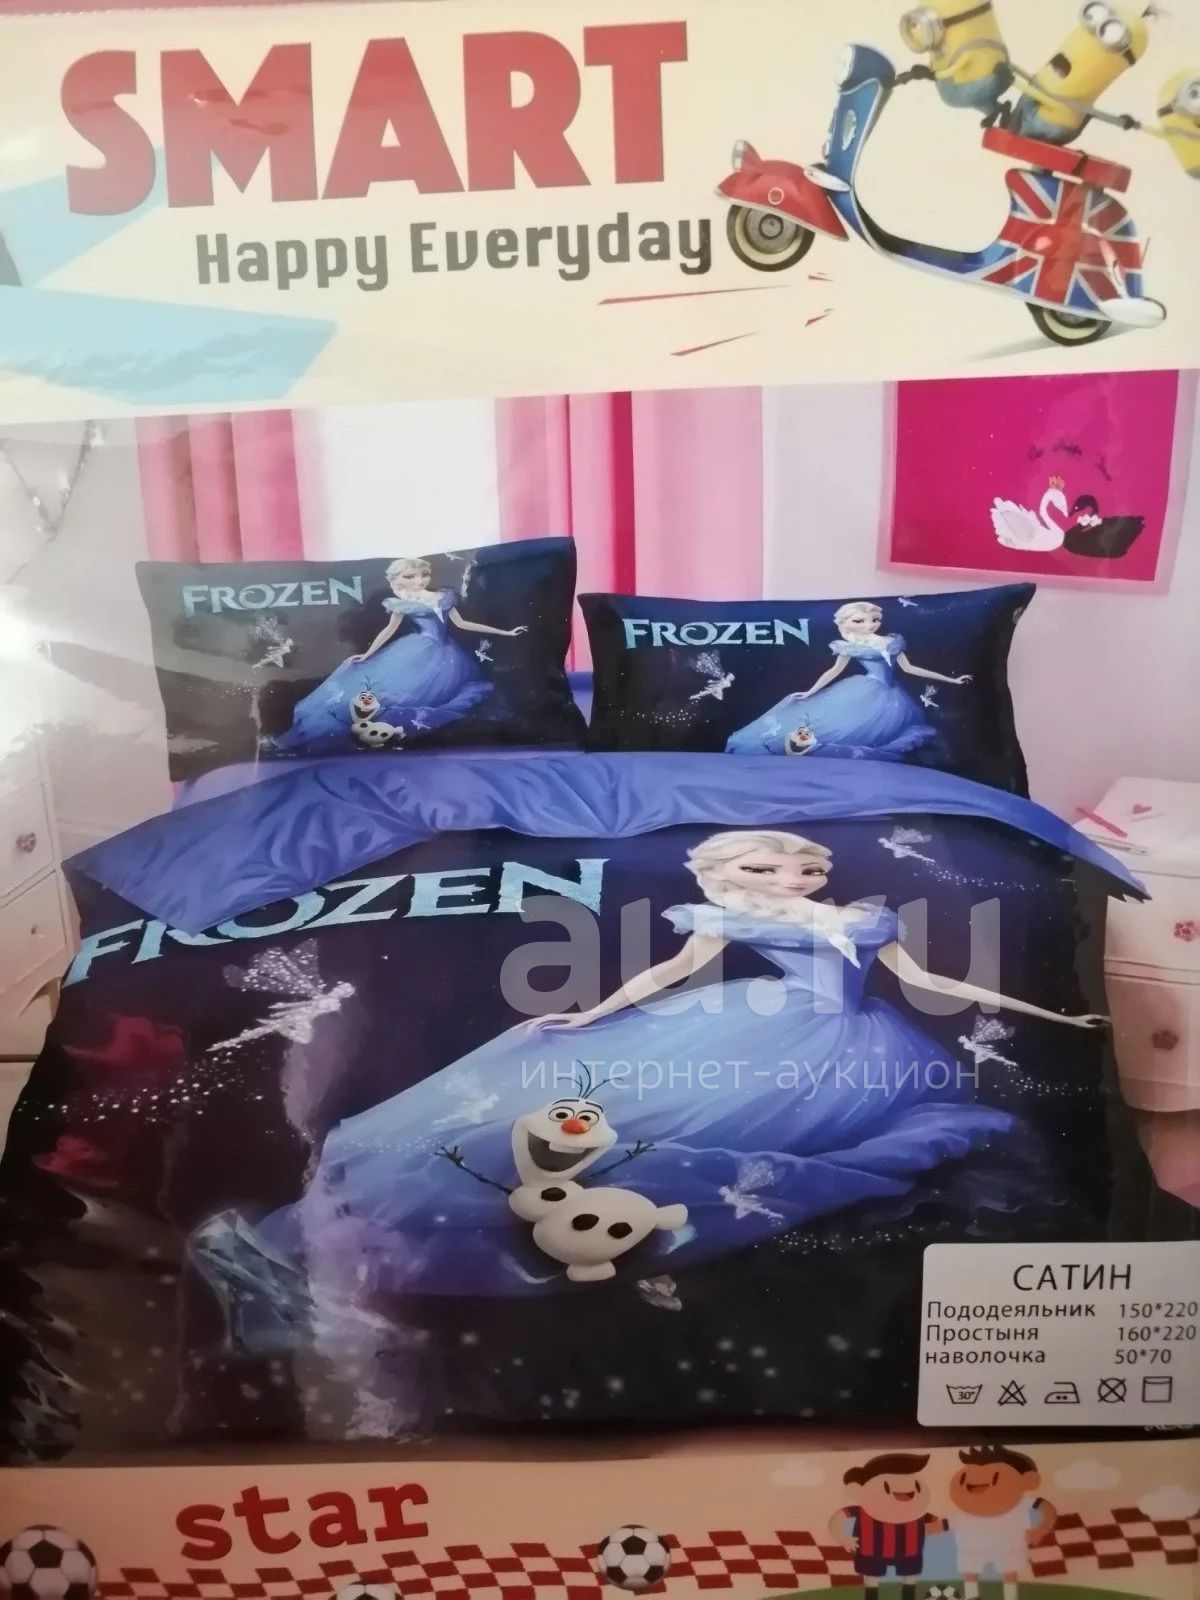 SMART
Happy Everyday
FROZEN
FROZEN
FROZEN
au.ru
интернет-аукцион
САТИН
Пододеяльник 150*220
Простыня 160*220
наволочка 50*70
30°
star